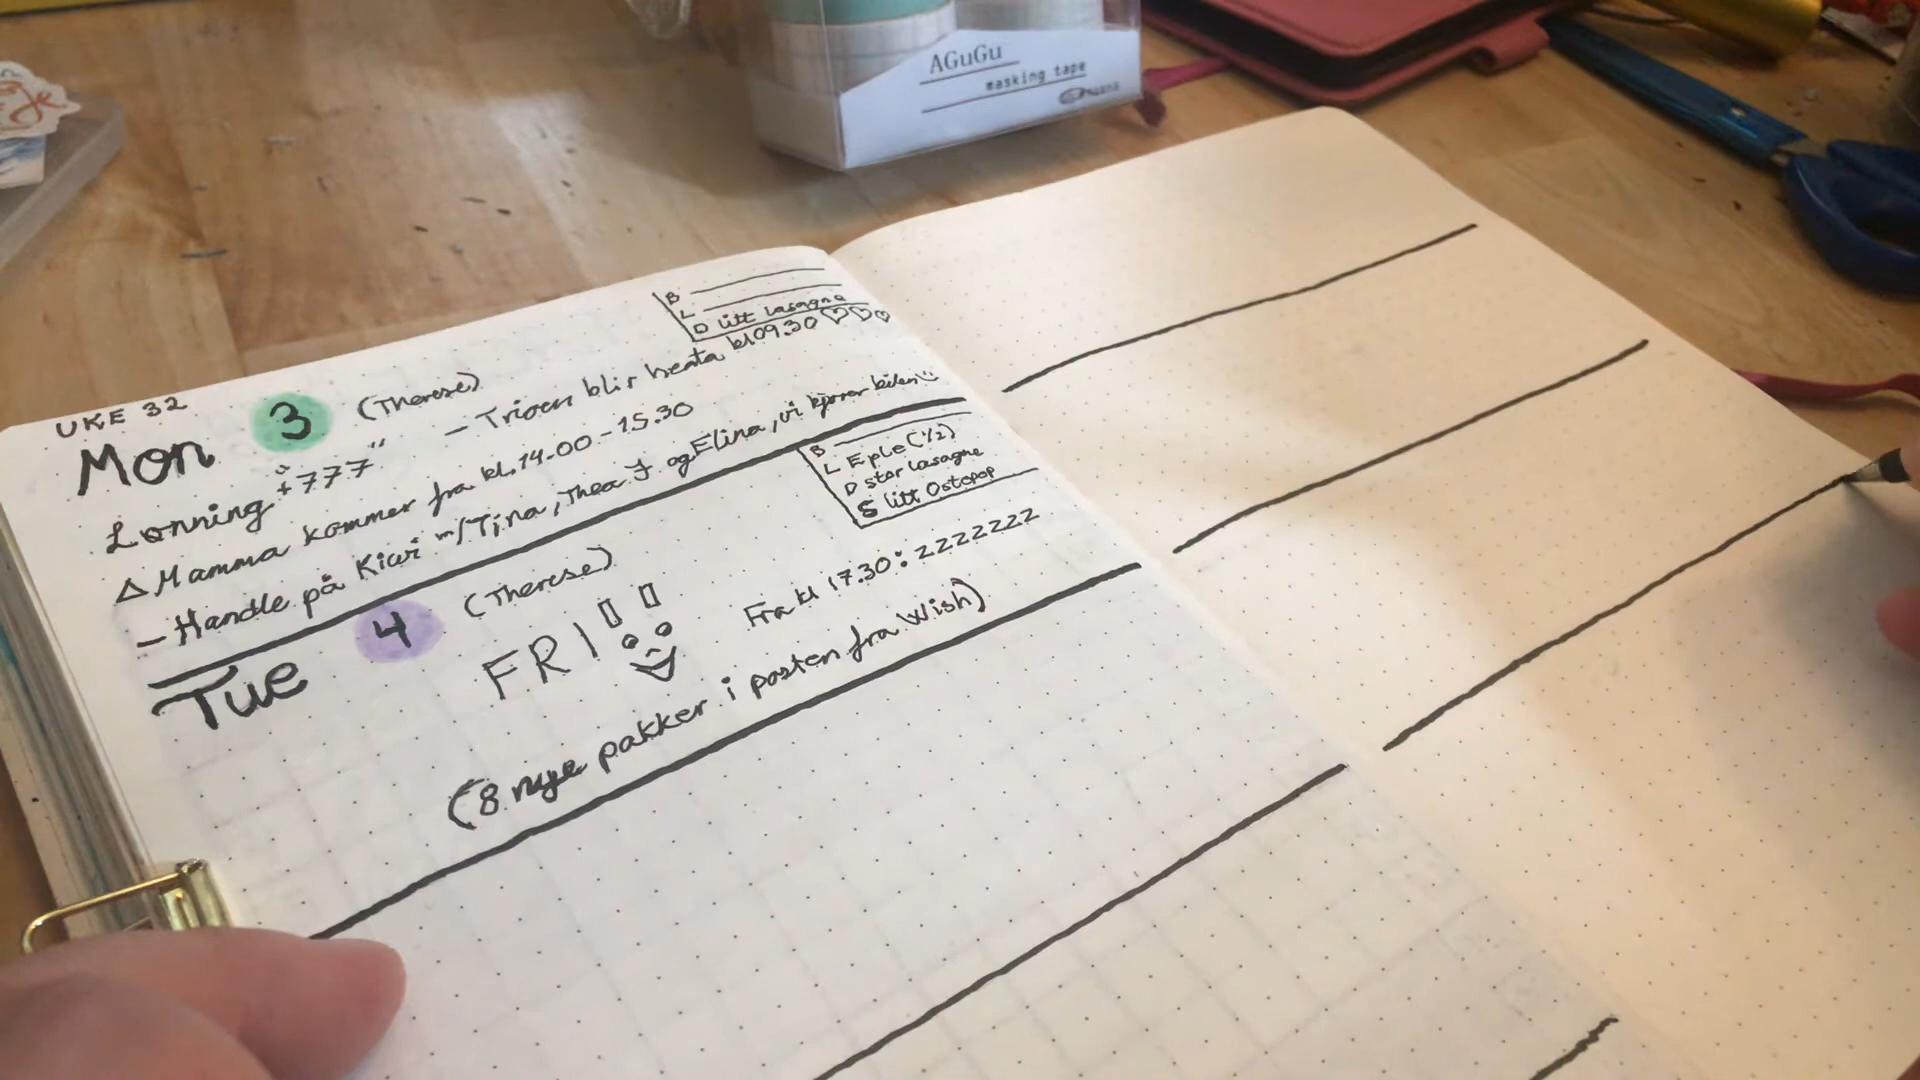 AGuGu
masking tape
B
L
D litt lasagne
UKE 32
Mon 3 (Therese)
- Trioen blir henta kl 09.30
Lønning "+777"
Δ Mamma kommer fra kl. 14.00 - 15.30
- Handle på Kiwi m/Tina, Thea J og Elina, vi kjører bilen
B
L Eple (1/2)
D stor lasagne
S litt Ostepop
Tue 4 (Therese)
FRI!!
Fra kl 17.30: ZZZZZZZ
(8 nye pakker i posten fra Wish)